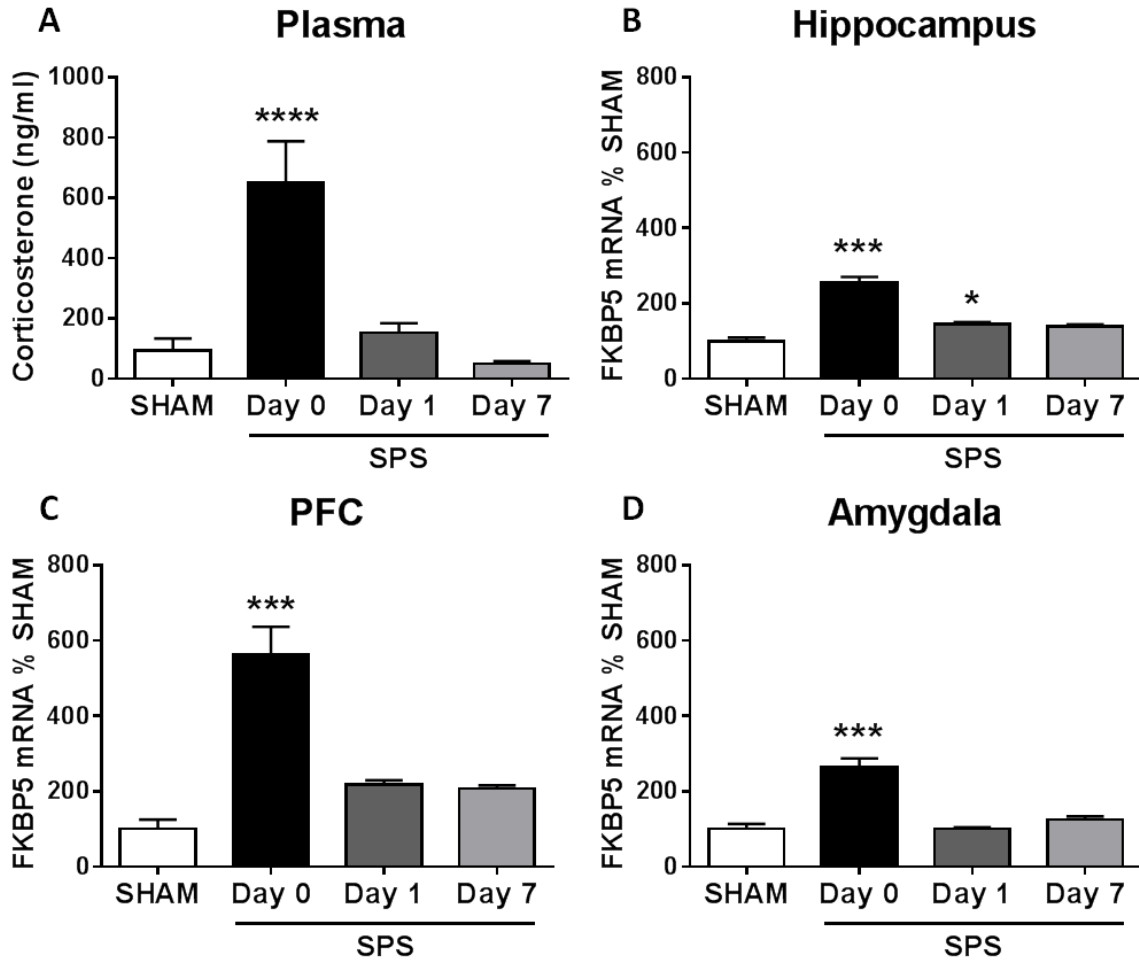 A Plasma
Corticosterone (ng/ml)
1000
800
600
400
200
0
****
SHAM Day 0 Day 1 Day 7
SPS
B Hippocampus
FKBP5 mRNA % SHAM
800
600
400
200
0
***
*
SHAM Day 0 Day 1 Day 7
SPS
C PFC
FKBP5 mRNA % SHAM
800
600
400
200
0
***
SHAM Day 0 Day 1 Day 7
SPS
D Amygdala
FKBP5 mRNA % SHAM
800
600
400
200
0
***
SHAM Day 0 Day 1 Day 7
SPS